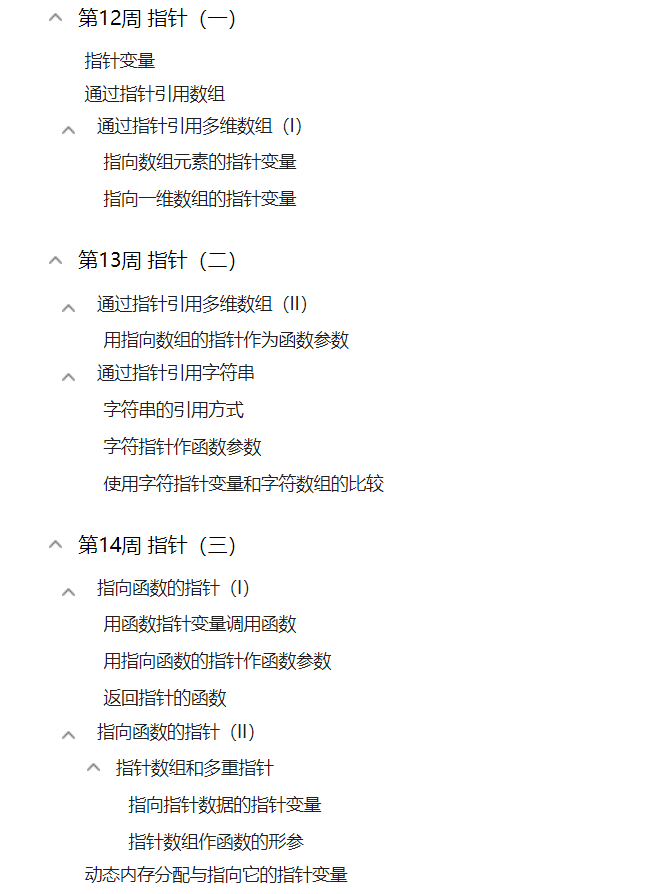 第12周 指针（一）
指针变量
通过指针引用数组
通过指针引用多维数组（I）
指向数组元素的指针变量
指向一维数组的指针变量
第13周 指针（二）
通过指针引用多维数组（II）
用指向数组的指针作为函数参数
通过指针引用字符串
字符串的引用方式
字符指针作函数参数
使用字符指针变量和字符数组的比较
第14周 指针（三）
指向函数的指针（I）
用函数指针变量调用函数
用指向函数的指针作函数参数
返回指针的函数
指向函数的指针（II）
指针数组和多重指针
指向指针数据的指针变量
指针数组作函数的形参
动态内存分配与指向它的指针变量